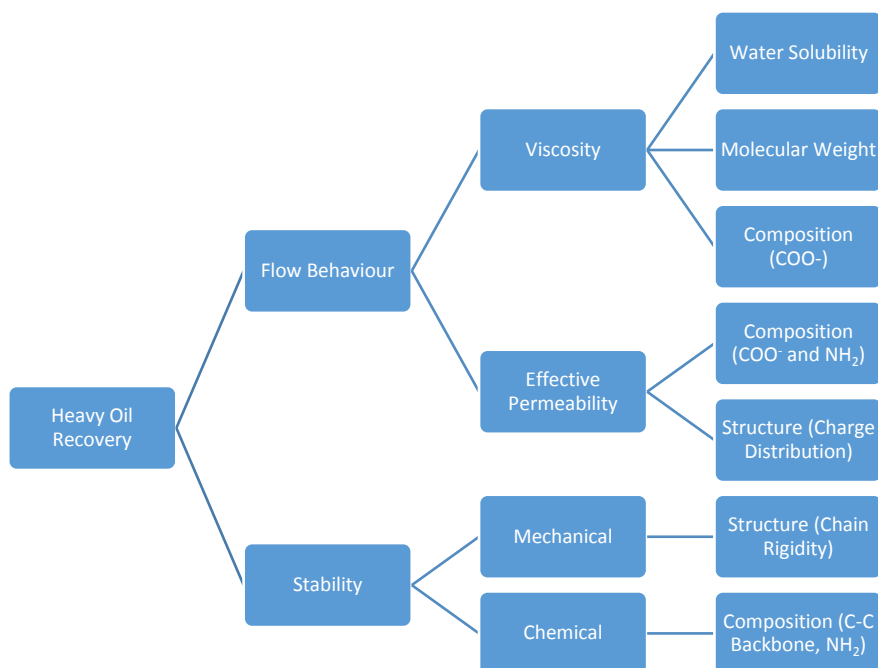 Water Solubility
Viscosity
Molecular Weight
Composition
(COO-)
Flow Behaviour
Composition
(COO⁻ and NH₂)
Effective
Permeability
Structure (Charge
Distribution)
Heavy Oil
Recovery
Mechanical
Structure (Chain
Rigidity)
Stability
Chemical
Composition (C-C
Backbone, NH₂)